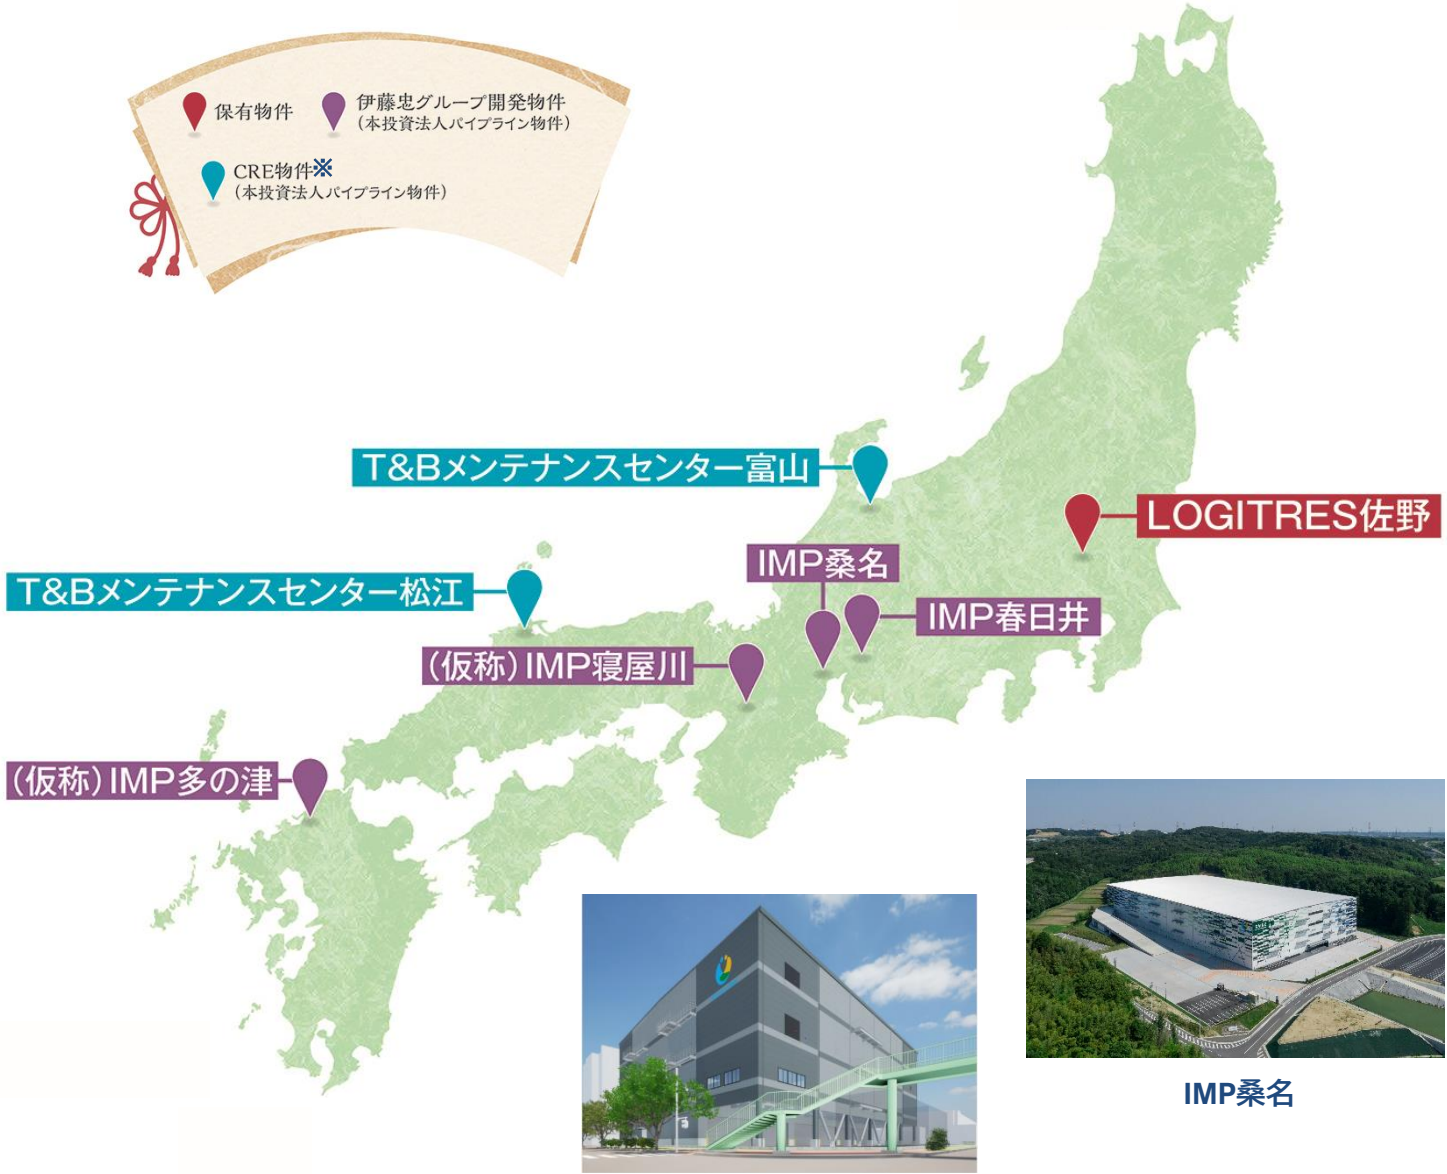 保有物件
伊藤忠グループ開発物件
(本投資法人パイプライン物件)
CRE物件※
(本投資法人パイプライン物件)
T&Bメンテナンスセンター富山
LOGITRES佐野
IMP桑名
T&Bメンテナンスセンター松江
IMP春日井
(仮称)IMP寝屋川
(仮称)IMP多の津
IMP桑名